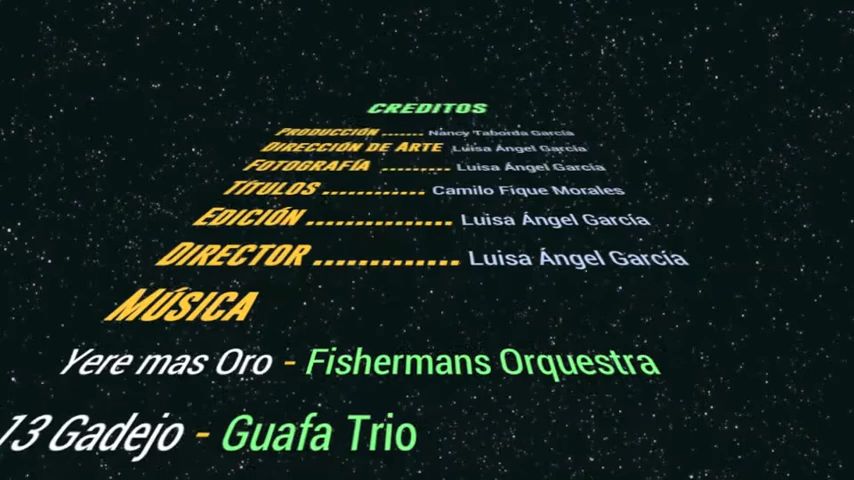 CREDITOS
PRODUCCIÓN ....... Nancy Taborda García
DIRECCIÓN DE ARTE Luisa Ángel García
FOTOGRAFÍA ......... Luisa Ángel García
TÍTULOS ............. Camilo Fique Morales
EDICIÓN ............... Luisa Ángel García
DIRECTOR ............. Luisa Ángel García
MÚSICA
Yere mas Oro - Fishermans Orquestra
13 Gadejo - Guafa Trio